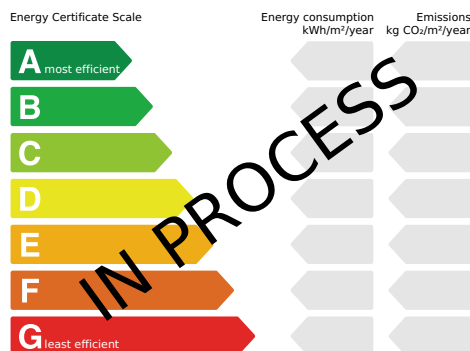 Energy Certificate Scale
Energy consumption
kWh/m²/year
Emissions
kg CO₂/m²/year
A most efficient
B
C
D
E
F
G least efficient
IN PROCESS